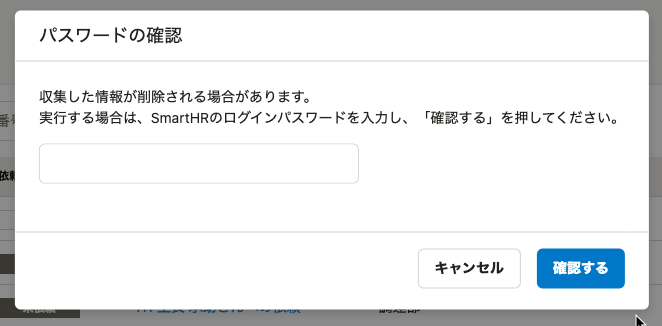 パスワードの確認
収集した情報が削除される場合があります。
実行する場合は、SmartHRのログインパスワードを入力し、「確認する」を押してください。
キャンセル
確認する